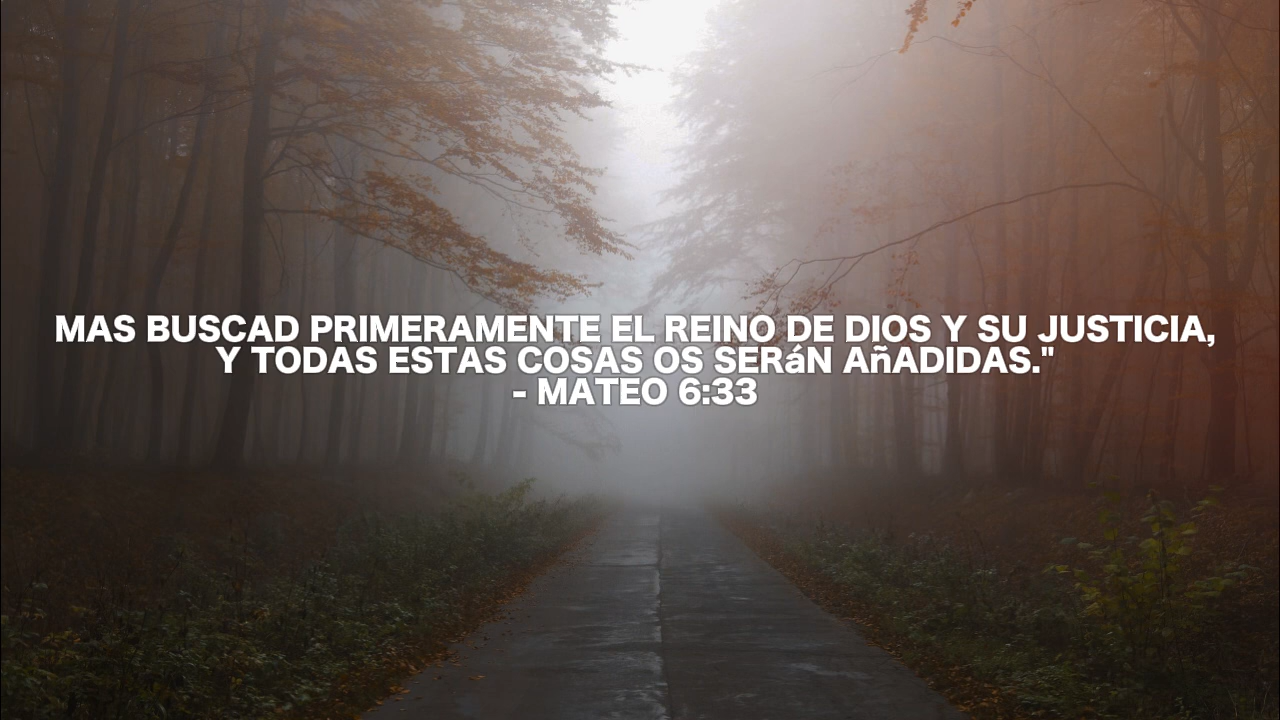 MAS BUSCAD PRIMERAMENTE EL REINO DE DIOS Y SU JUSTICIA,
Y TODAS ESTAS COSAS OS SERáN AñADIDAS."
- MATEO 6:33